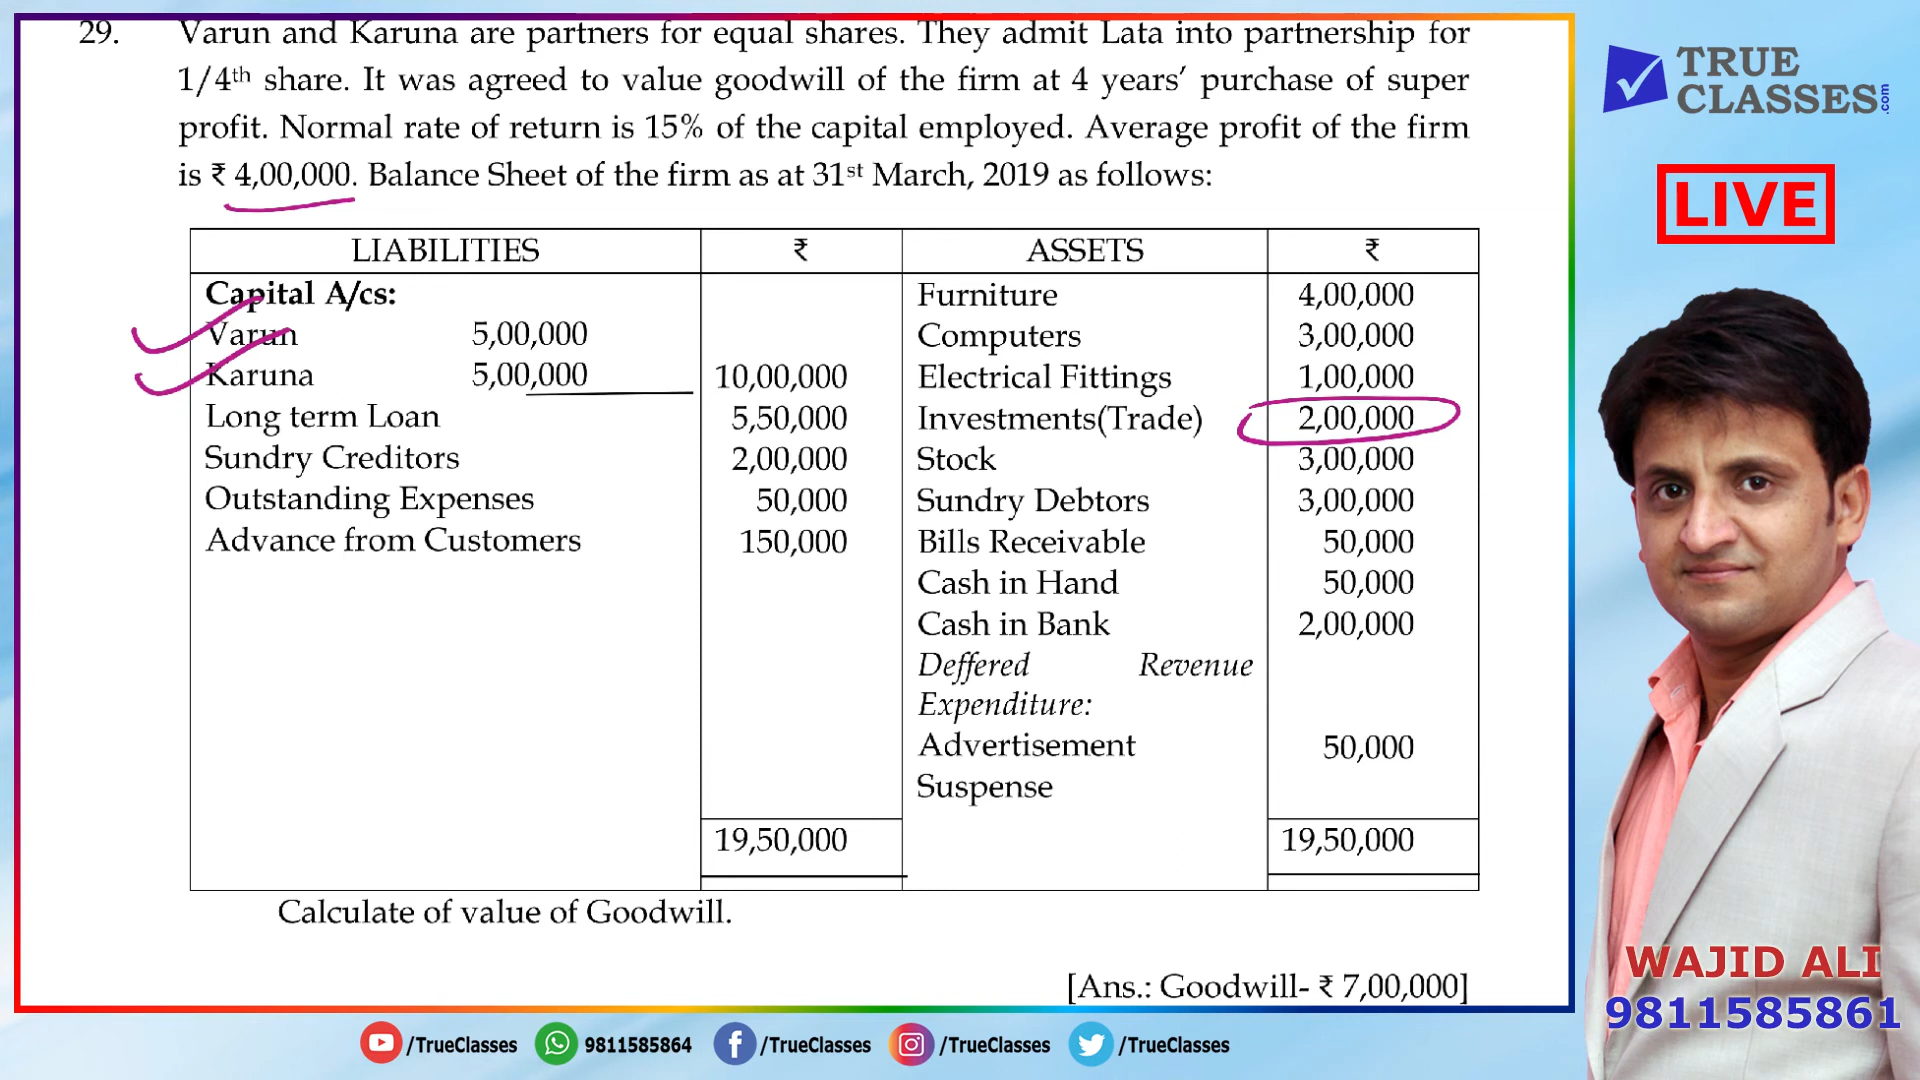 29. Varun and Karuna are partners for equal shares. They admit Lata into partnership for
1/4th share. It was agreed to value goodwill of the firm at 4 years’ purchase of super
profit. Normal rate of return is 15% of the capital employed. Average profit of the firm
is ₹ 4,00,000. Balance Sheet of the firm as at 31st March, 2019 as follows:
LIABILITIES ₹ ASSETS ₹
Capital A/cs: Furniture 4,00,000
Varun 5,00,000 Computers 3,00,000
Karuna 5,00,000 10,00,000 Electrical Fittings 1,00,000
Long term Loan 5,50,000 Investments(Trade) 2,00,000
Sundry Creditors 2,00,000 Stock 3,00,000
Outstanding Expenses 50,000 Sundry Debtors 3,00,000
Advance from Customers 150,000 Bills Receivable 50,000
Cash in Hand 50,000
Cash in Bank 2,00,000
Deffered Revenue
Expenditure:
Advertisement 50,000
Suspense
19,50,000 19,50,000
Calculate of value of Goodwill.
[Ans.: Goodwill- ₹ 7,00,000]
TRUE
CLASSES.com
LIVE
WAJID ALI
9811585861
/TrueClasses 9811585864 /TrueClasses /TrueClasses /TrueClasses